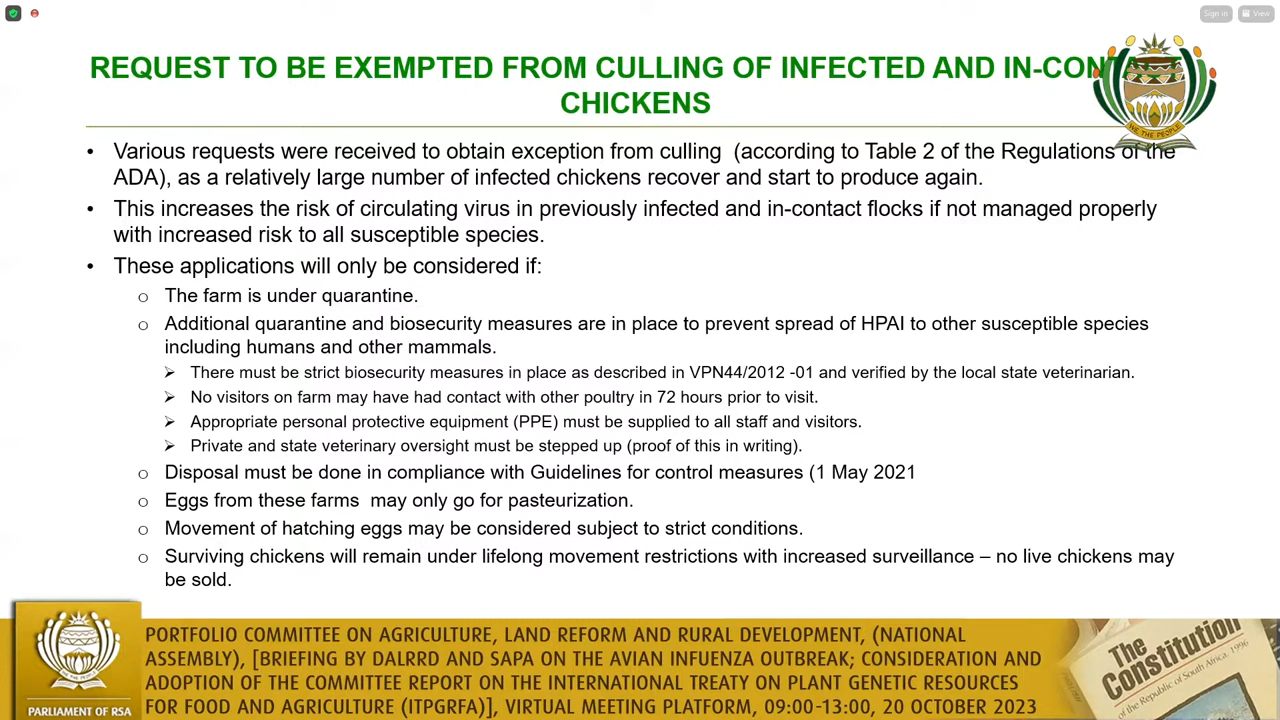 Sign in
View
REQUEST TO BE EXEMPTED FROM CULLING OF INFECTED AND IN-CONTACT
CHICKENS
WE THE PEOPLE
• Various requests were received to obtain exception from culling (according to Table 2 of the Regulations of the
ADA), as a relatively large number of infected chickens recover and start to produce again.
• This increases the risk of circulating virus in previously infected and in-contact flocks if not managed properly
with increased risk to all susceptible species.
• These applications will only be considered if:
o The farm is under quarantine.
o Additional quarantine and biosecurity measures are in place to prevent spread of HPAI to other susceptible species
including humans and other mammals.
➢ There must be strict biosecurity measures in place as described in VPN44/2012 -01 and verified by the local state veterinarian.
➢ No visitors on farm may have had contact with other poultry in 72 hours prior to visit.
➢ Appropriate personal protective equipment (PPE) must be supplied to all staff and visitors.
➢ Private and state veterinary oversight must be stepped up (proof of this in writing).
o Disposal must be done in compliance with Guidelines for control measures (1 May 2021
o Eggs from these farms may only go for pasteurization.
o Movement of hatching eggs may be considered subject to strict conditions.
o Surviving chickens will remain under lifelong movement restrictions with increased surveillance – no live chickens may
be sold.
PORTFOLIO COMMITTEE ON AGRICULTURE, LAND REFORM AND RURAL DEVELOPMENT, (NATIONAL
ASSEMBLY), [BRIEFING BY DALRRD AND SAPA ON THE AVIAN INFUENZA OUTBREAK; CONSIDERATION AND
ADOPTION OF THE COMMITTEE REPORT ON THE INTERNATIONAL TREATY ON PLANT GENETIC RESOURCES
FOR FOOD AND AGRICULTURE (ITPGRFA)], VIRTUAL MEETING PLATFORM, 09:00-13:00, 20 OCTOBER 2023
PARLIAMENT OF RSA
The
Constitution
of the Republic of South Africa, 1996